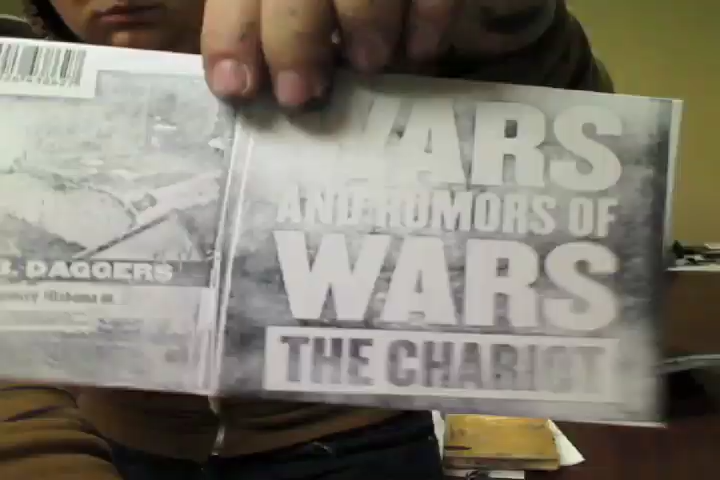 WARS
AND RUMORS OF
WARS
THE CHARIOT
B. DAGGERS